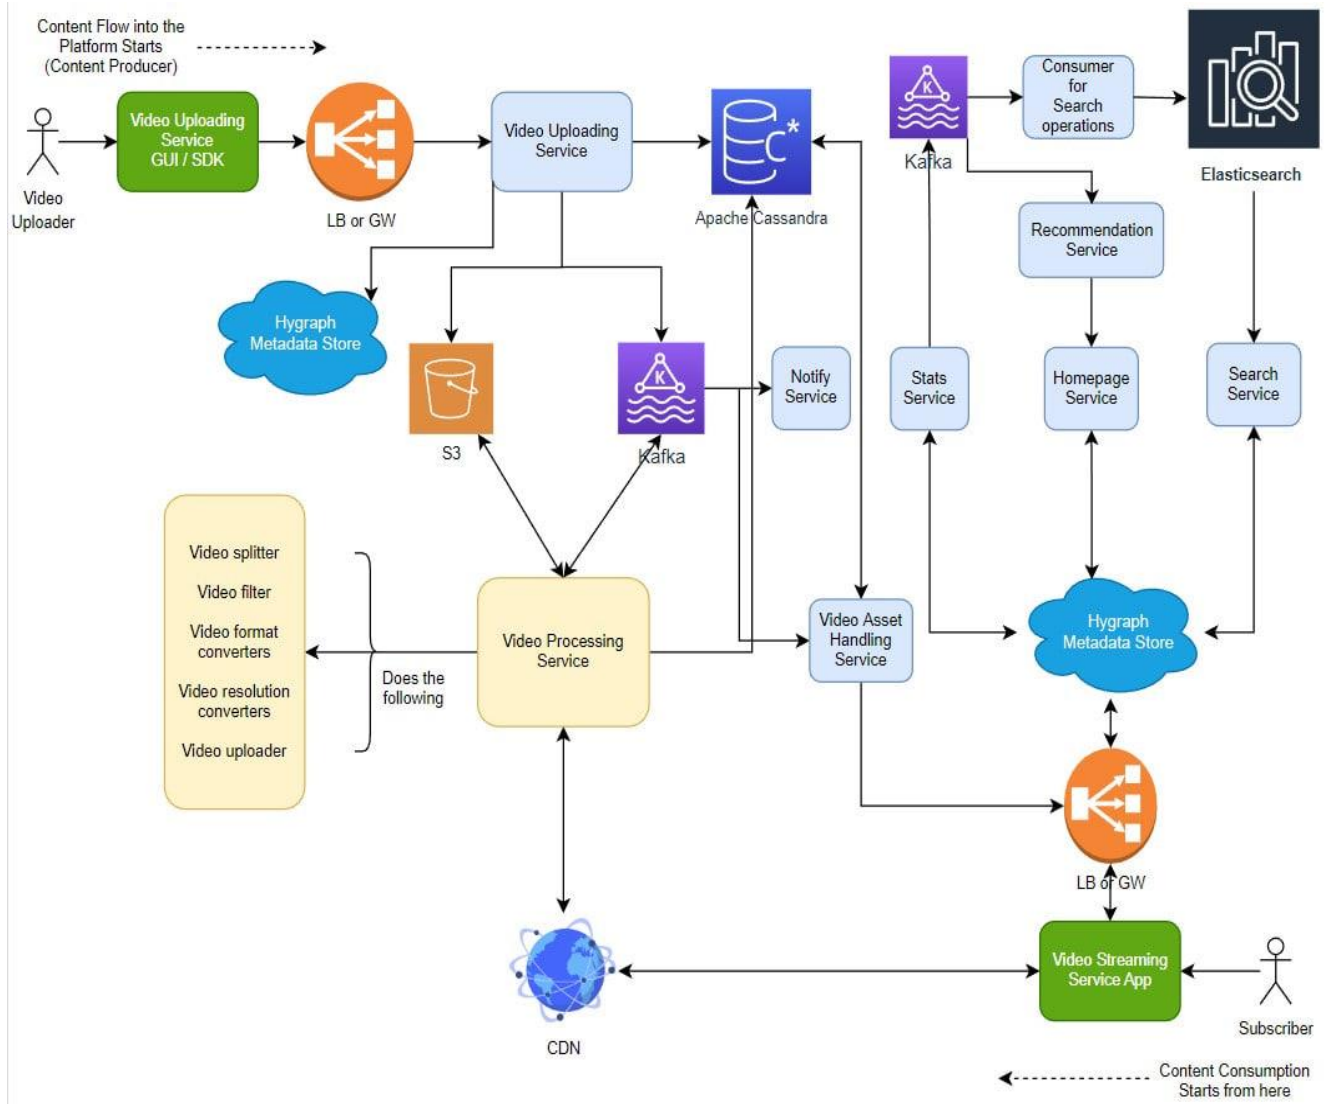 Content Flow into the
Platform Starts
(Content Producer)
Video
Uploader
Video Uploading
Service
GUI / SDK
LB or GW
Video Uploading
Service
C*
Apache Cassandra
K
Kafka
Consumer
for
Search
operations
Elasticsearch
Recommendation
Service
Hygraph
Metadata Store
S3
K
Kafka
Notify
Service
Stats
Service
Homepage
Service
Search
Service
Video splitter
Video filter
Video format
converters
Video resolution
converters
Video uploader
Does the
following
Video Processing
Service
Video Asset
Handling
Service
Hygraph
Metadata Store
LB or GW
CDN
Video Streaming
Service App
Subscriber
Content Consumption
Starts from here